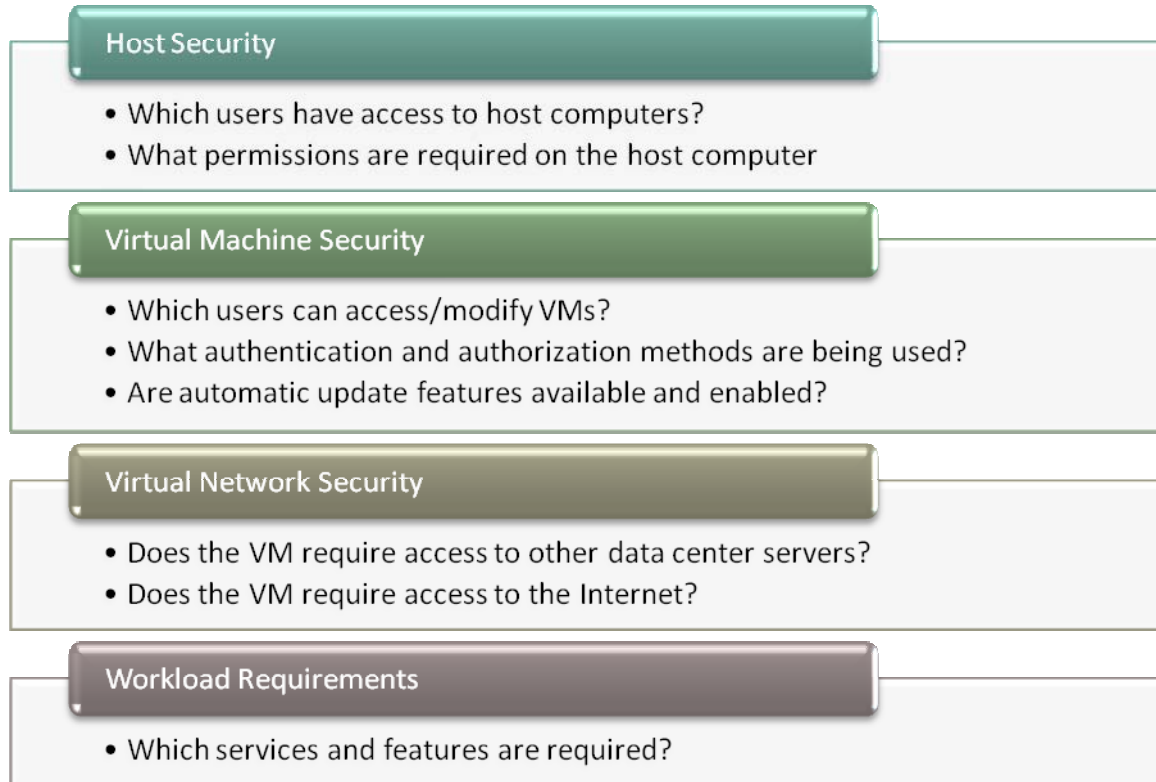 Host Security
• Which users have access to host computers?
• What permissions are required on the host computer
Virtual Machine Security
• Which users can access/modify VMs?
• What authentication and authorization methods are being used?
• Are automatic update features available and enabled?
Virtual Network Security
• Does the VM require access to other data center servers?
• Does the VM require access to the Internet?
Workload Requirements
• Which services and features are required?